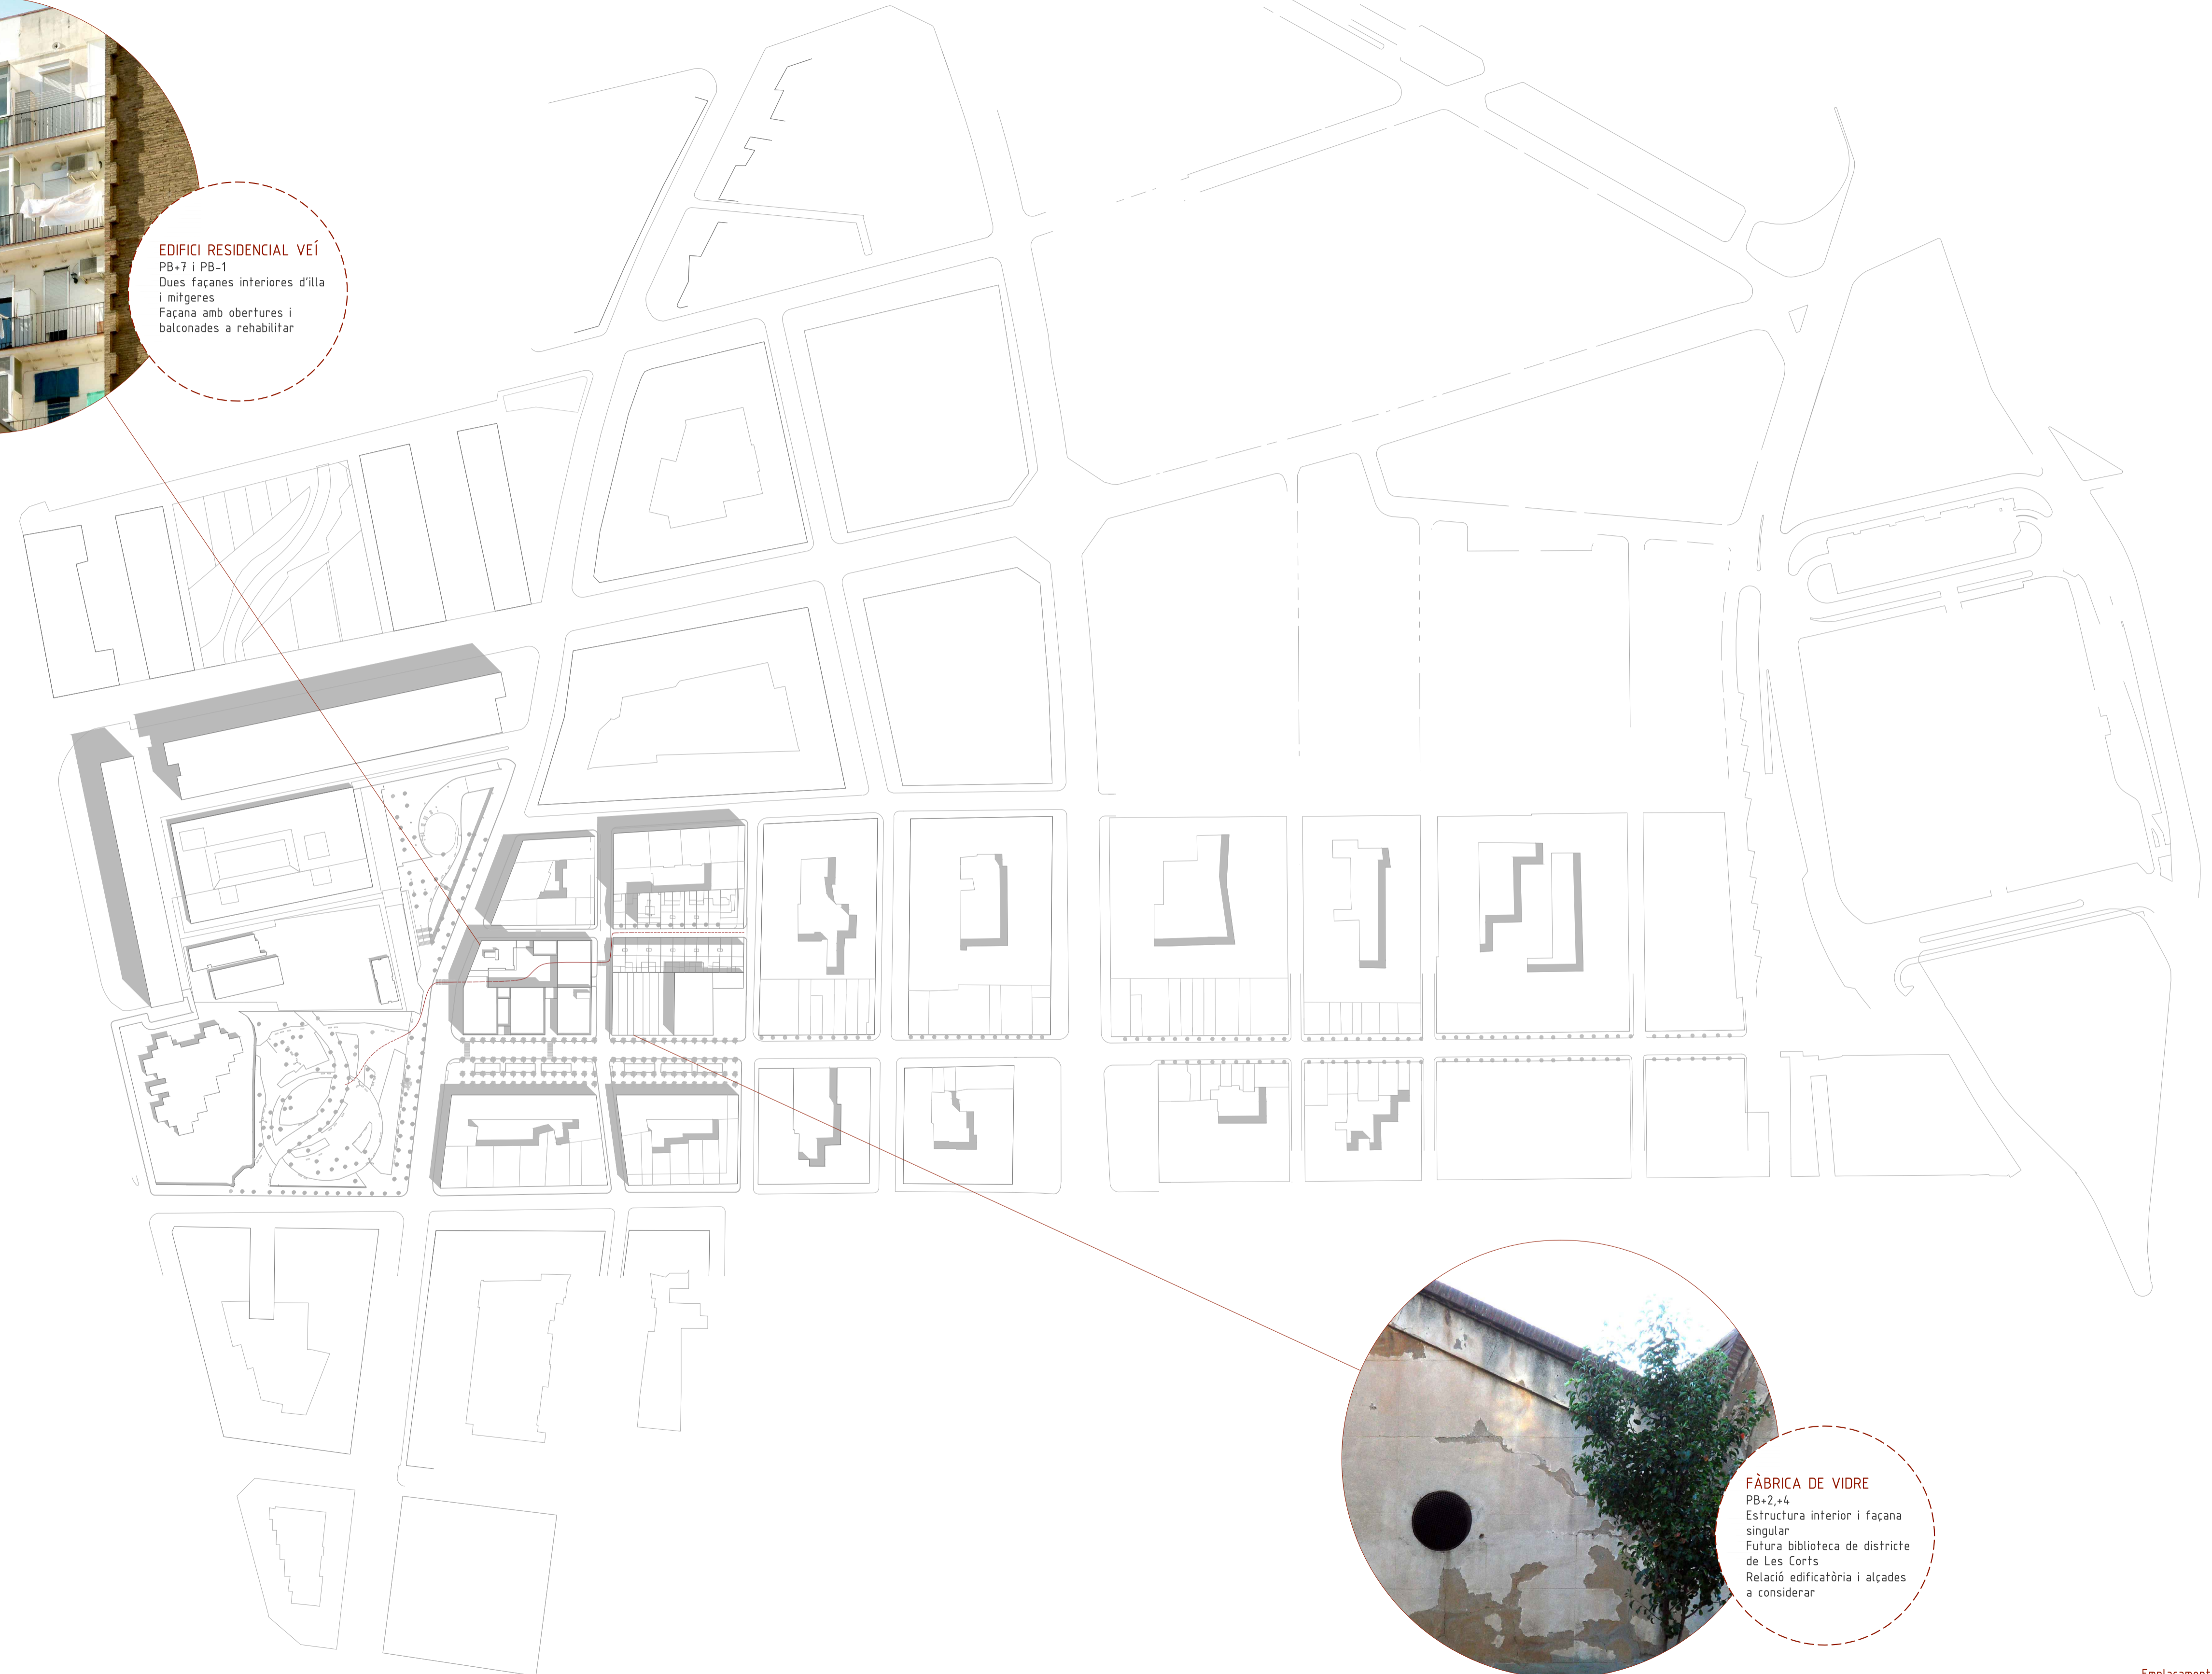 EDIFICI RESIDENCIAL VEÍ
PB+7 i PB-1
Dues façanes interiores d'illa
i mitgeres
Façana amb obertures i
balconades a rehabilitar
FÀBRICA DE VIDRE
PB+2,+4
Estructura interior i façana
singular
Futura biblioteca de districte
de Les Corts
Relació edificatòria i alçades
a considerar